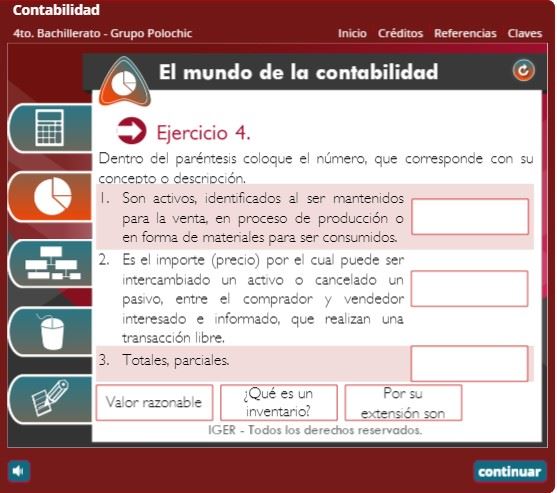 Contabilidad
4to. Bachillerato - Grupo Polochic
Inicio Créditos Referencias Claves
El mundo de la contabilidad
Ejercicio 4.
Dentro del paréntesis coloque el número, que corresponde con su
concepto o descripción.
1. Son activos, identificados al ser mantenidos
para la venta, en proceso de producción o
en forma de materiales para ser consumidos.
2. Es el importe (precio) por el cual puede ser
intercambiado un activo o cancelado un
pasivo, entre el comprador y vendedor
interesado e informado, que realizan una
transacción libre.
3. Totales, parciales.
Valor razonable
¿Qué es un
inventario?
Por su
extensión son
IGER - Todos los derechos reservados.
continuar